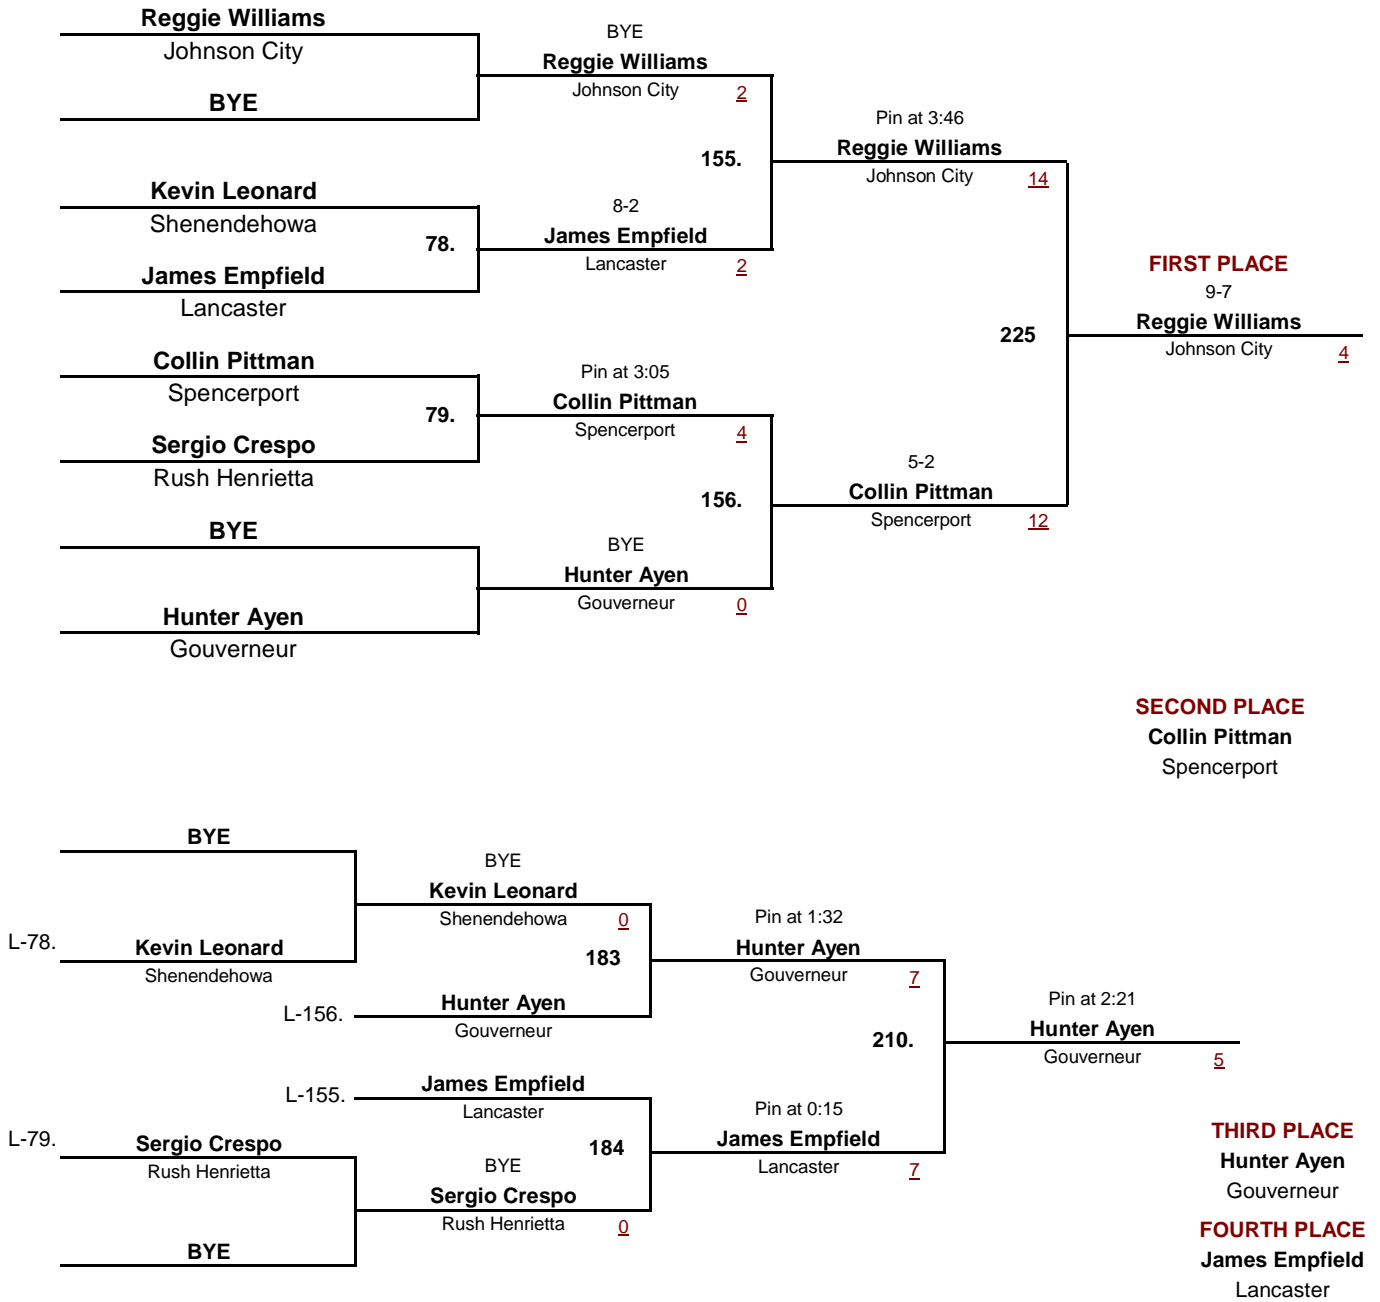 Reggie Williams
Johnson City
BYE
BYE
Reggie Williams
Johnson City 2
155.
Kevin Leonard
Shenendehowa
78.
James Empfield
Lancaster
8-2
James Empfield
Lancaster 2
Pin at 3:46
Reggie Williams
Johnson City 14
Collin Pittman
Spencerport
79.
Sergio Crespo
Rush Henrietta
Pin at 3:05
Collin Pittman
Spencerport 4
156.
BYE
Hunter Ayen
Gouverneur
BYE
Hunter Ayen
Gouverneur 0
5-2
Collin Pittman
Spencerport 12
225
FIRST PLACE
9-7
Reggie Williams
Johnson City 4
SECOND PLACE
Collin Pittman
Spencerport
BYE
L-78.
Kevin Leonard
Shenendehowa
BYE
Kevin Leonard
Shenendehowa 0
183
L-156.
Hunter Ayen
Gouverneur
Pin at 1:32
Hunter Ayen
Gouverneur 7
210.
L-155.
James Empfield
Lancaster
184
L-79.
Sergio Crespo
Rush Henrietta
BYE
BYE
Sergio Crespo
Rush Henrietta 0
Pin at 0:15
James Empfield
Lancaster 7
Pin at 2:21
Hunter Ayen
Gouverneur 5
THIRD PLACE
Hunter Ayen
Gouverneur
FOURTH PLACE
James Empfield
Lancaster